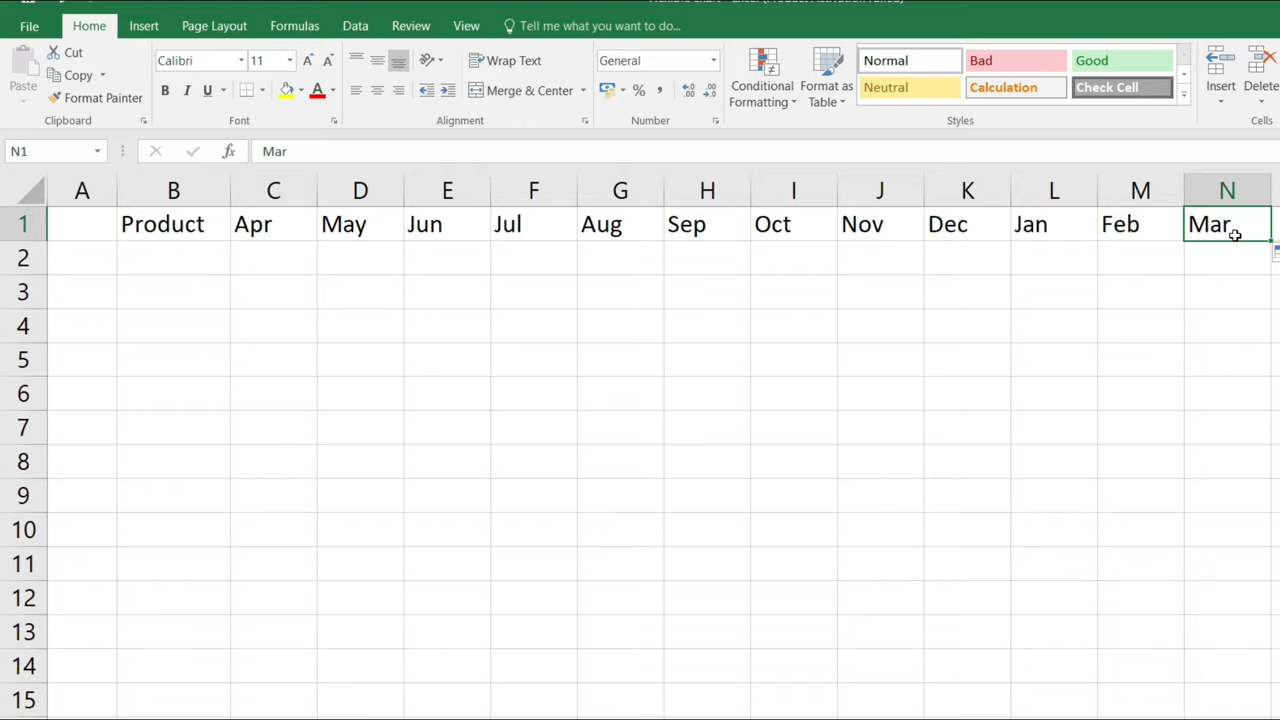 File Home Insert Page Layout Formulas Data Review View Tell me what you want to do...
Paste Cut Copy Format Painter Clipboard
Calibri 11 B I U A Font
Wrap Text Merge & Center Alignment
General % , Number
Conditional Formatting Format as Table
Normal Bad Good
Neutral Calculation Check Cell
Styles
Insert Delete Cells
N1 fx Mar
A B C D E F G H I J K L M N
1 Product Apr May Jun Jul Aug Sep Oct Nov Dec Jan Feb Mar
2
3
4
5
6
7
8
9
10
11
12
13
14
15